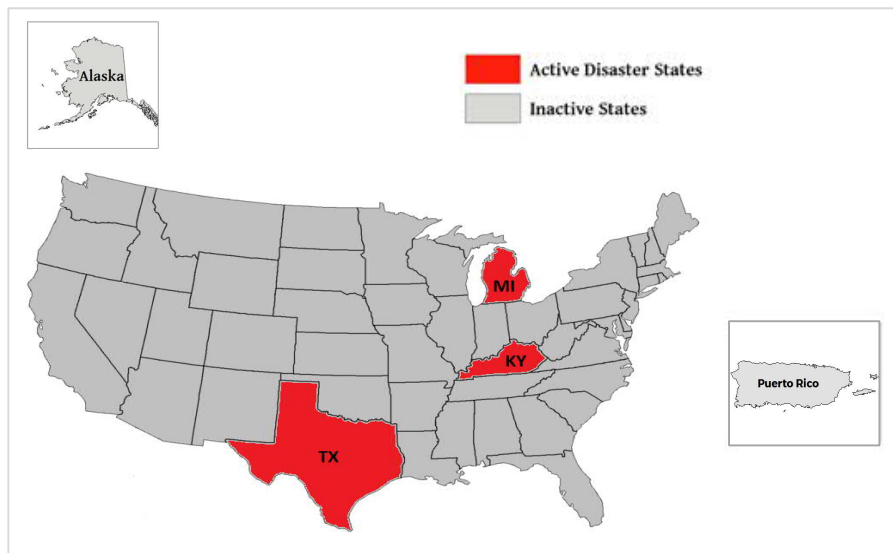 Alaska
Active Disaster States
Inactive States
MI
KY
Puerto Rico
TX